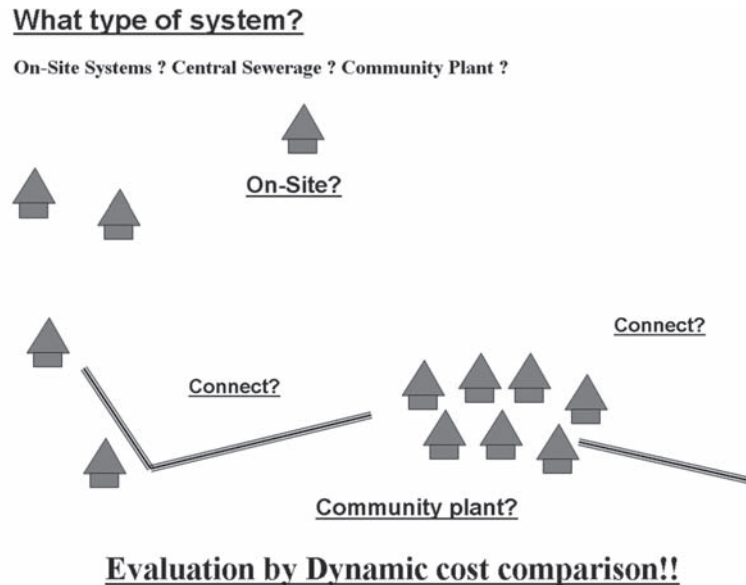 What type of system?
On-Site Systems ? Central Sewerage ? Community Plant ?
On-Site?
Connect?
Connect?
Community plant?
Evaluation by Dynamic cost comparison!!